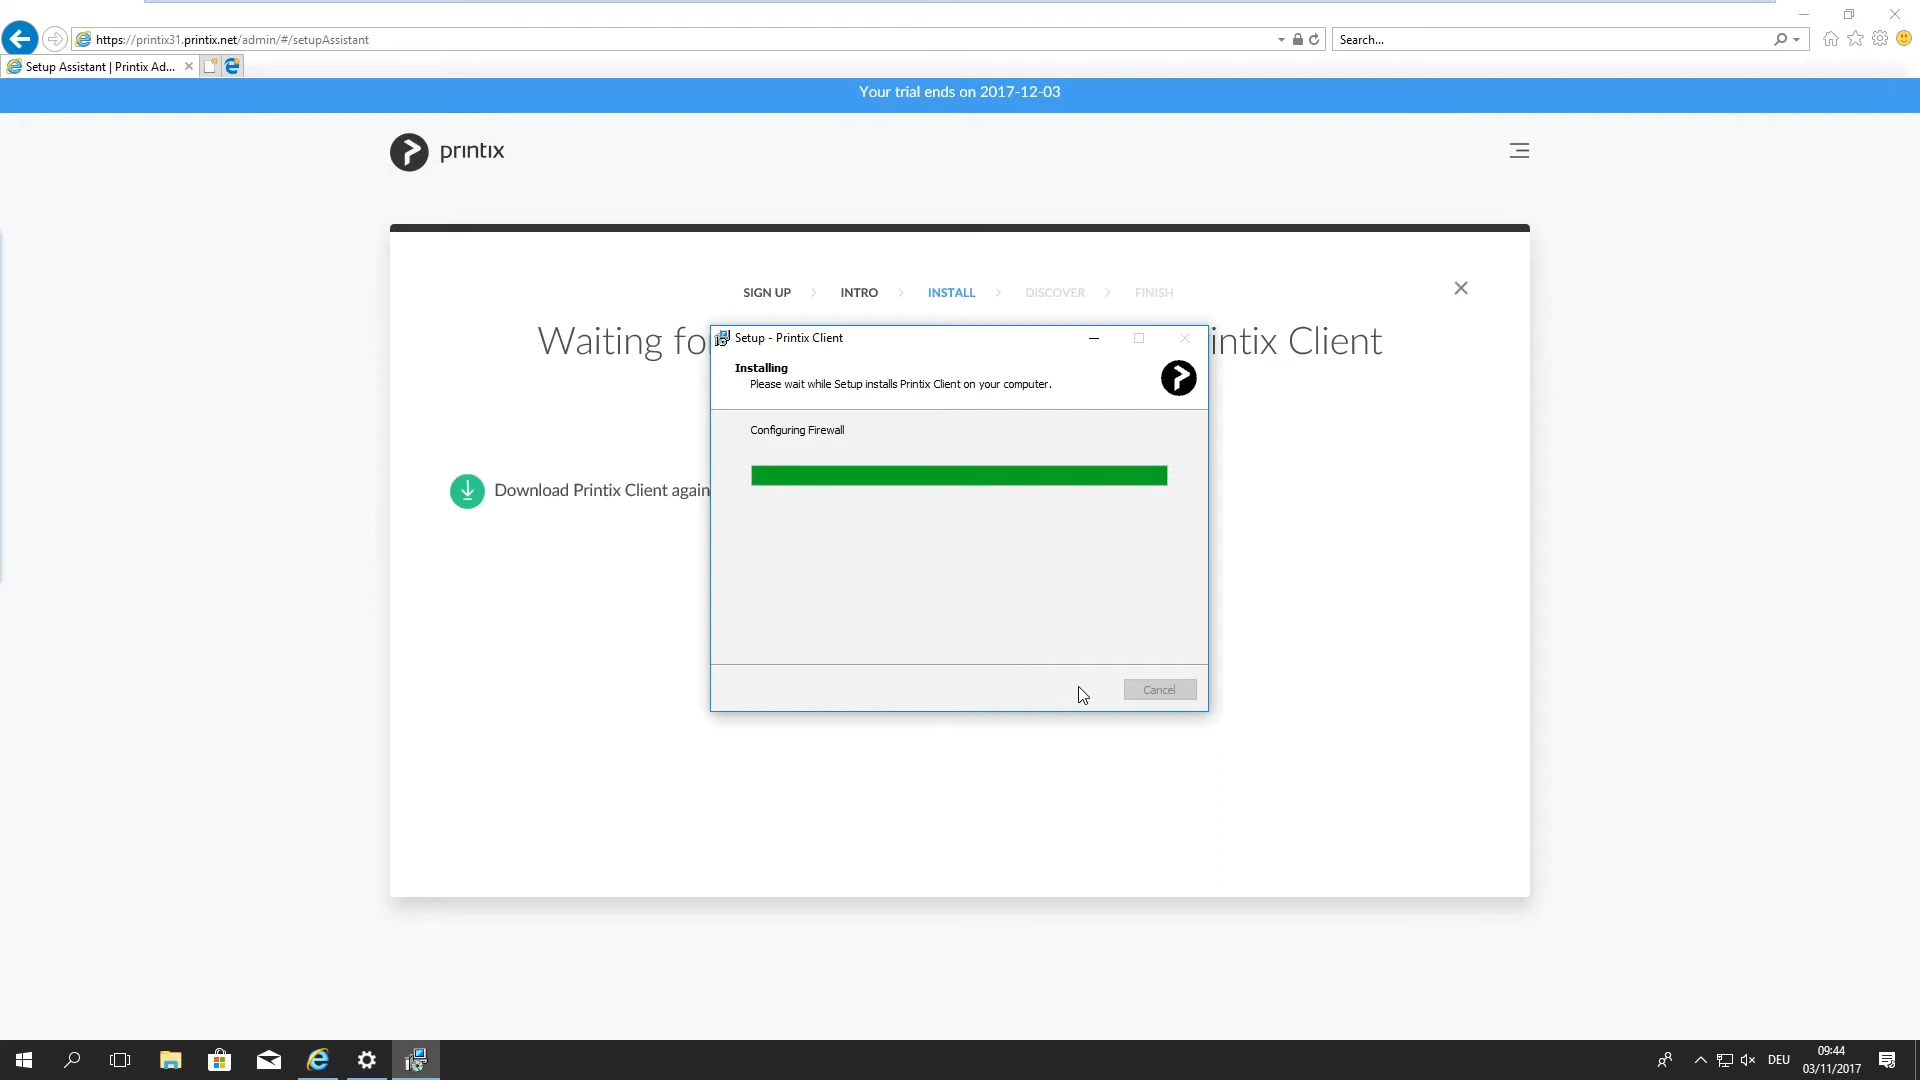 https://printix31.printix.net/admin/#/setupAssistant
Search...
Setup Assistant | Printix Ad...
Your trial ends on 2017-12-03
printix
SIGN UP
INTRO
INSTALL
DISCOVER
FINISH
Waiting fo
intix Client
Setup - Printix Client
Installing
Please wait while Setup installs Printix Client on your computer.
Configuring Firewall
Download Printix Client again
Cancel
DEU
09:44
03/11/2017